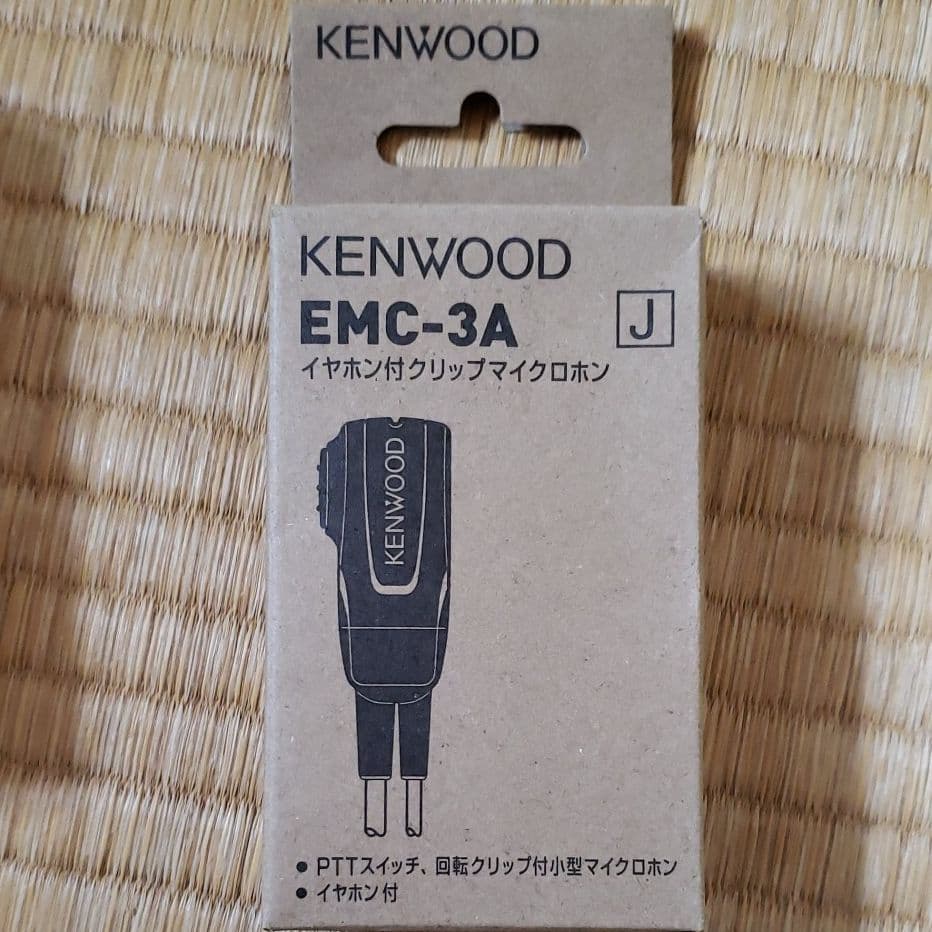 KENWOOD
KENWOOD
EMC-3A J
イヤホン付クリップマイクロホン
KENWOOD
● PTTスイッチ、回転クリップ付小型マイクロホン
● イヤホン付